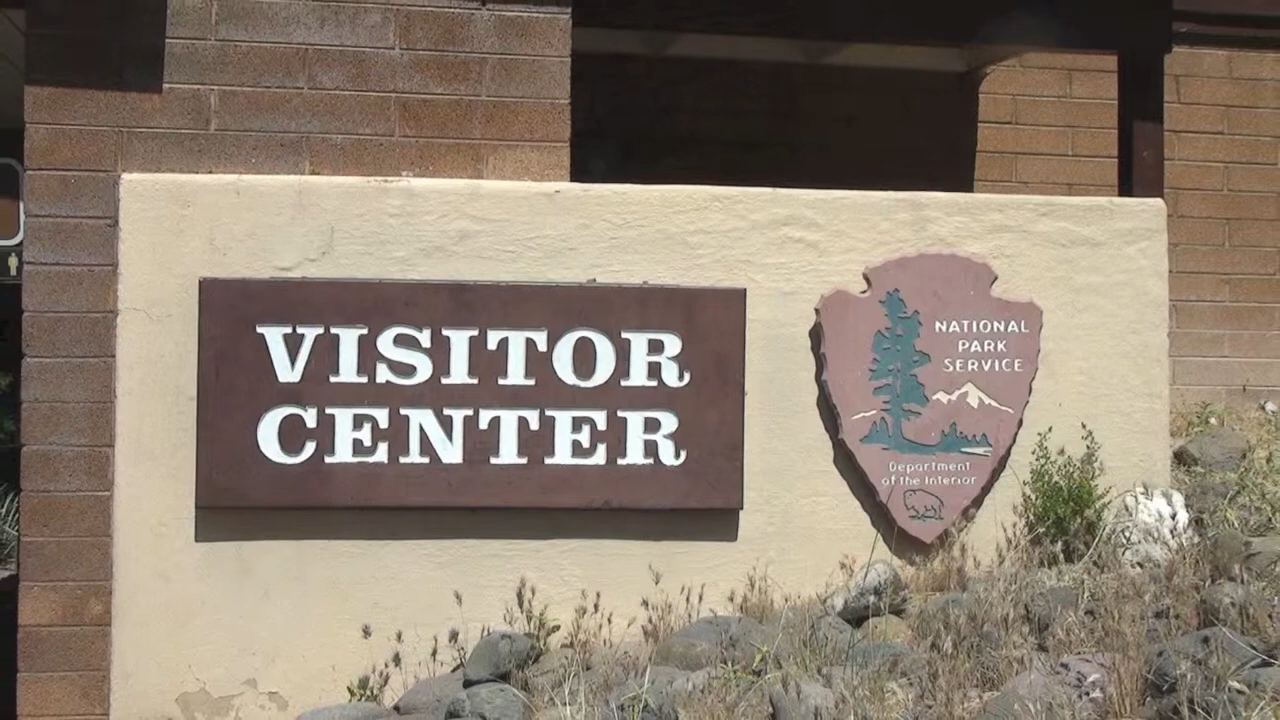 VISITOR
CENTER
NATIONAL
PARK
SERVICE
Department
of the Interior